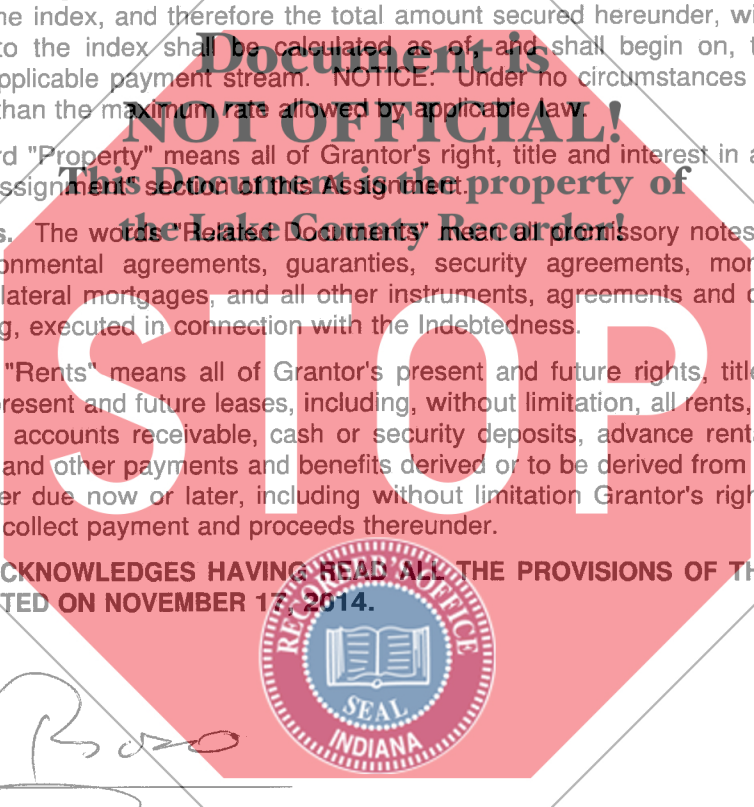 he index, and therefore the total amount secured hereunder, wi
to the index shall be calculated as of, and shall begin on, t
pplicable payment stream. NOTICE: Under no circumstances
than the maximum rate allowed by applicable law.
Document is
NOT OFFICIAL!
This Document is the property of
the Lake County Recorder!
rd "Property" means all of Grantor's right, title and interest in a
ssignment" section of this Assignment.
s. The words "Related Documents" mean all promissory notes
onmental agreements, guaranties, security agreements, mor
lateral mortgages, and all other instruments, agreements and
g, executed in connection with the Indebtedness.
"Rents" means all of Grantor's present and future rights, title
present and future leases, including, without limitation, all rents,
accounts receivable, cash or security deposits, advance rent
and other payments and benefits derived or to be derived from
er due now or later, including without limitation Grantor's righ
collect payment and proceeds thereunder.
STOP
CKNOWLEDGES HAVING READ ALL THE PROVISIONS OF TH
TED ON NOVEMBER 17, 2014.
RECORDER'S OFFICE
SEAL
INDIANA